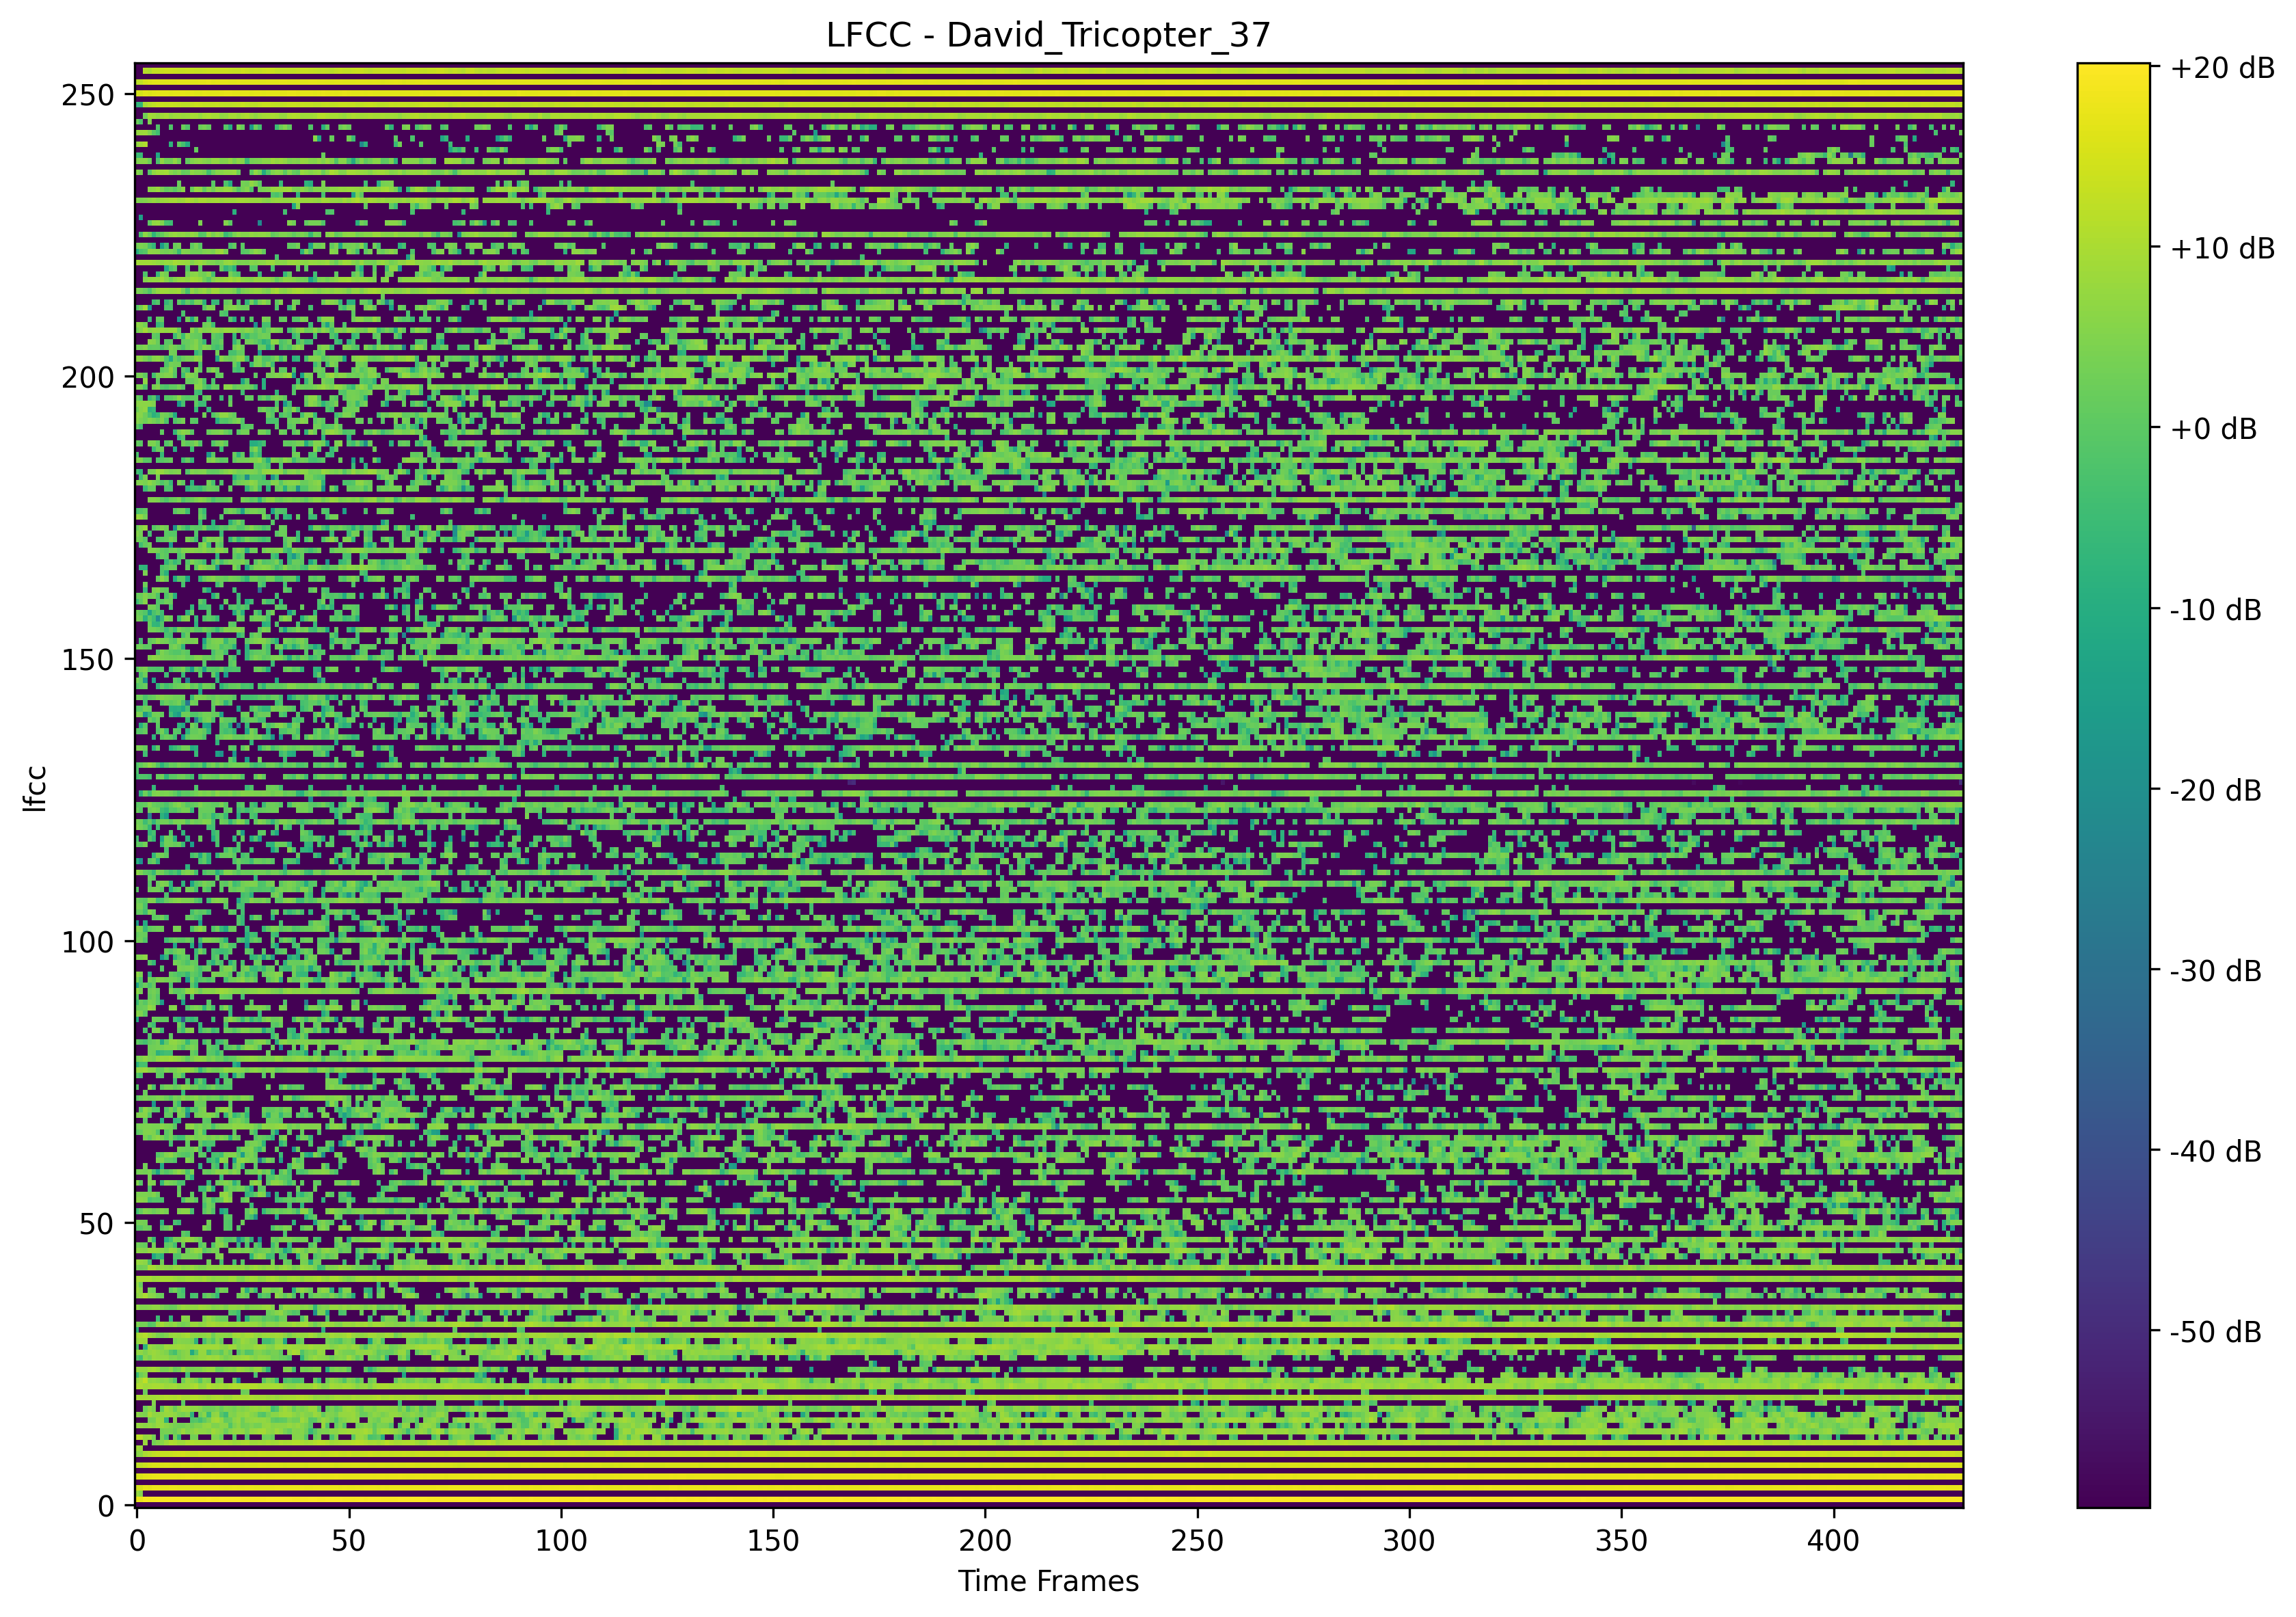 LFCC - David_Tricopter_37
lfcc
250
200
150
100
50
0
0 50 100 150 200 250 300 350 400
Time Frames
+20 dB
+10 dB
+0 dB
-10 dB
-20 dB
-30 dB
-40 dB
-50 dB